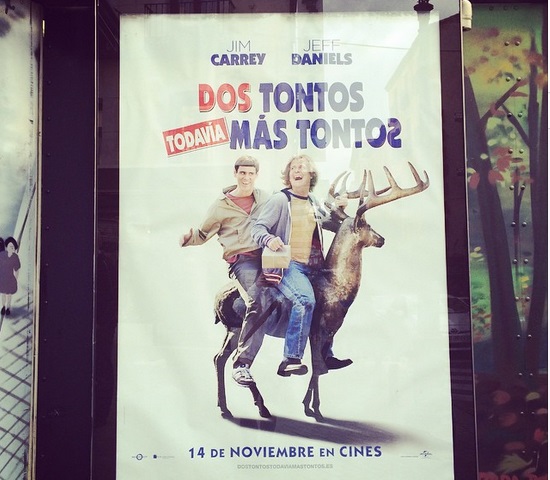 JIM CARREY
JEFF DANIELS
DOS TONTOS
TODAVÍA MÁS TONTOS
14 DE NOVIEMBRE EN CINES
DOSTONTOSTODAVIAMASTONTOS.ES